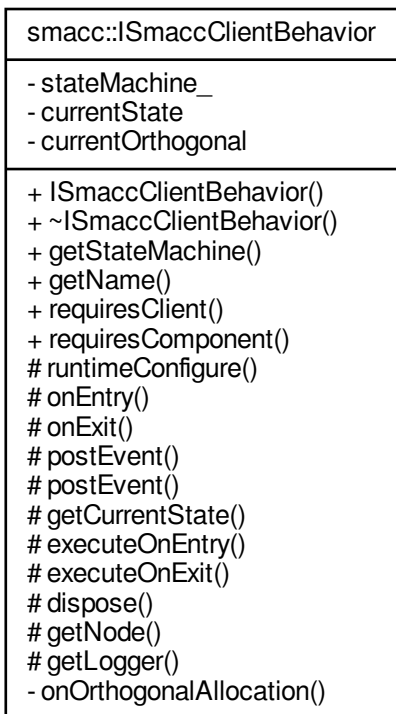 smacc::ISmaccClientBehavior
- stateMachine_
- currentState
- currentOrthogonal
+ ISmaccClientBehavior()
+ ~ISmaccClientBehavior()
+ getStateMachine()
+ getName()
+ requiresClient()
+ requiresComponent()
# runtimeConfigure()
# onEntry()
# onExit()
# postEvent()
# postEvent()
# getCurrentState()
# executeOnEntry()
# executeOnExit()
# dispose()
# getNode()
# getLogger()
- onOrthogonalAllocation()